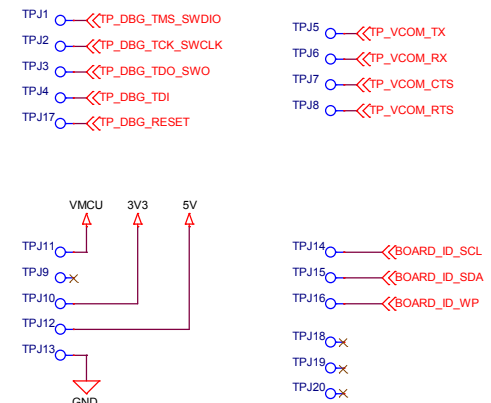 TPJ1 TP_DBG_TMS_SWDIO
TPJ2 TP_DBG_TCK_SWCLK
TPJ3 TP_DBG_TDO_SWO
TPJ4 TP_DBG_TDI
TPJ17 TP_DBG_RESET
TPJ5 TP_VCOM_TX
TPJ6 TP_VCOM_RX
TPJ7 TP_VCOM_CTS
TPJ8 TP_VCOM_RTS
VMCU 3V3 5V
TPJ11
TPJ9
TPJ10
TPJ12
TPJ13
GND
TPJ14 BOARD_ID_SCL
TPJ15 BOARD_ID_SDA
TPJ16 BOARD_ID_WP
TPJ18
TPJ19
TPJ20